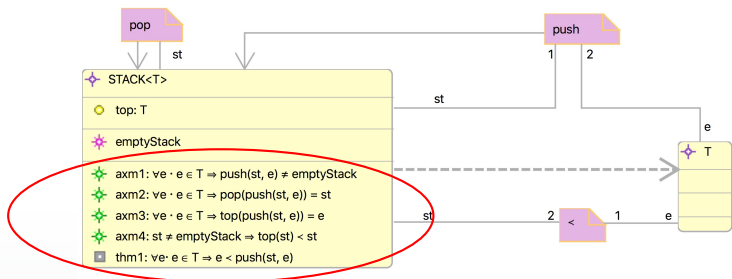 pop
push
st
1
2
STACK<T>
top: T
st
e
emptyStack
T
axm1: ∀e · e ∈ T ⇒ push(st, e) ≠ emptyStack
axm2: ∀e · e ∈ T ⇒ pop(push(st, e)) = st
axm3: ∀e · e ∈ T ⇒ top(push(st, e)) = e
axm4: st ≠ emptyStack ⇒ top(st) < st
st
2
<
1
e
thm1: ∀e· e ∈ T ⇒ e < push(st, e)